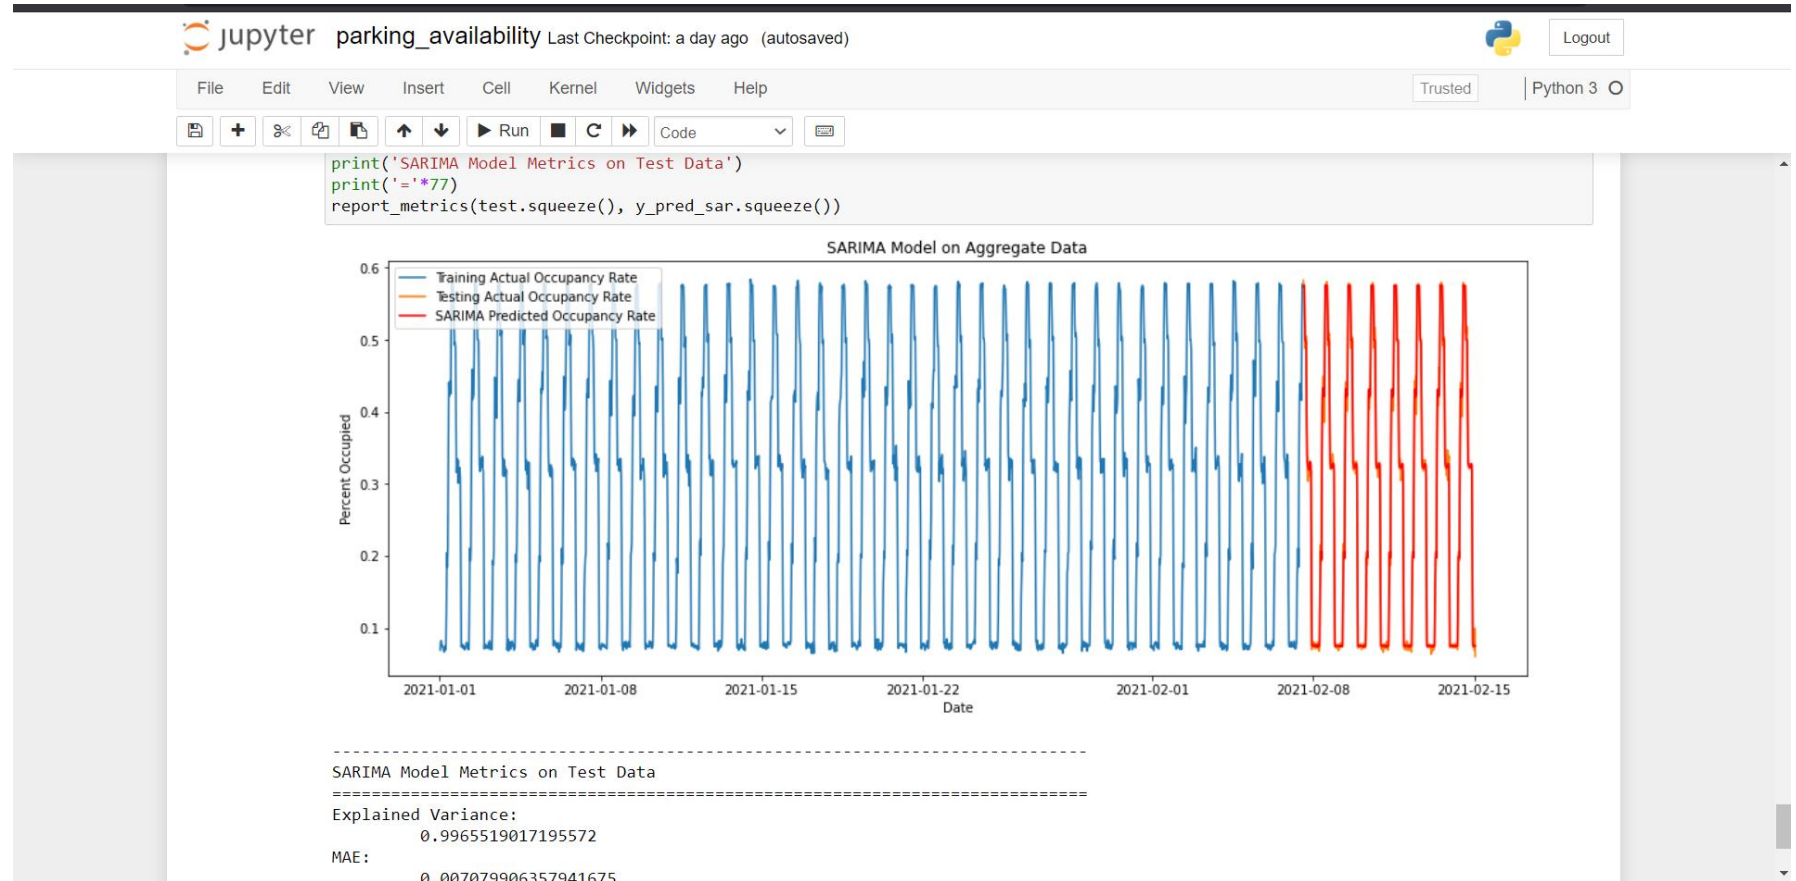 jupyter parking_availability Last Checkpoint: a day ago (autosaved) Logout
File Edit View Insert Cell Kernel Widgets Help Trusted Python 3
Run Code
print('SARIMA Model Metrics on Test Data')
print('='*77)
report_metrics(test.squeeze(), y_pred_sar.squeeze())
SARIMA Model on Aggregate Data
Training Actual Occupancy Rate
Testing Actual Occupancy Rate
SARIMA Predicted Occupancy Rate
0.6
0.5
0.4
0.3
0.2
0.1
Percent Occupied
2021-01-01 2021-01-08 2021-01-15 2021-01-22 2021-02-01 2021-02-08 2021-02-15
Date
-----------------------------------------------------------------------------
SARIMA Model Metrics on Test Data
=============================================================================
Explained Variance:
0.9965519017195572
MAE:
0.007079906357941675